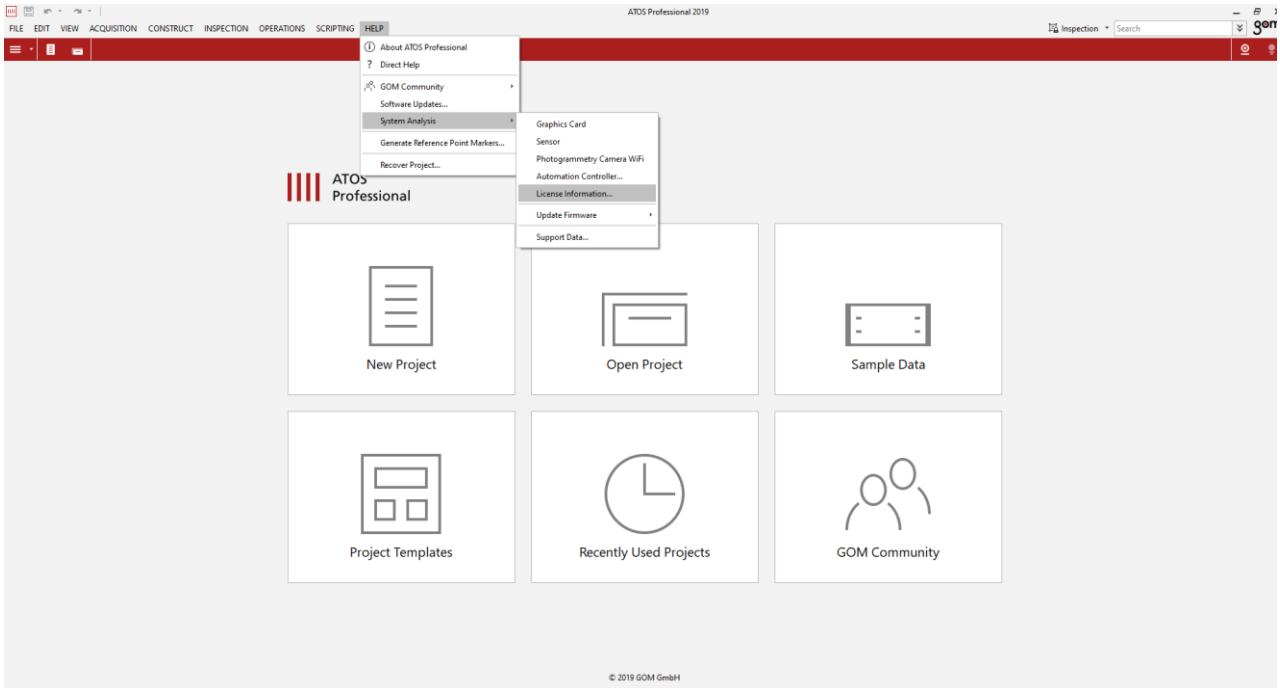 ATOS Professional 2019
FILE EDIT VIEW ACQUISITION CONSTRUCT INSPECTION OPERATIONS SCRIPTING HELP
Inspection Search
gom
About ATOS Professional
? Direct Help
GOM Community
Software Updates...
System Analysis
Generate Reference Point Markers...
Recover Project...
Graphics Card
Sensor
Photogrammetry Camera WiFi
Automation Controller...
License Information...
Update Firmware
Support Data...
ATOS
Professional
New Project
Open Project
Sample Data
Project Templates
Recently Used Projects
GOM Community
© 2019 GOM GmbH